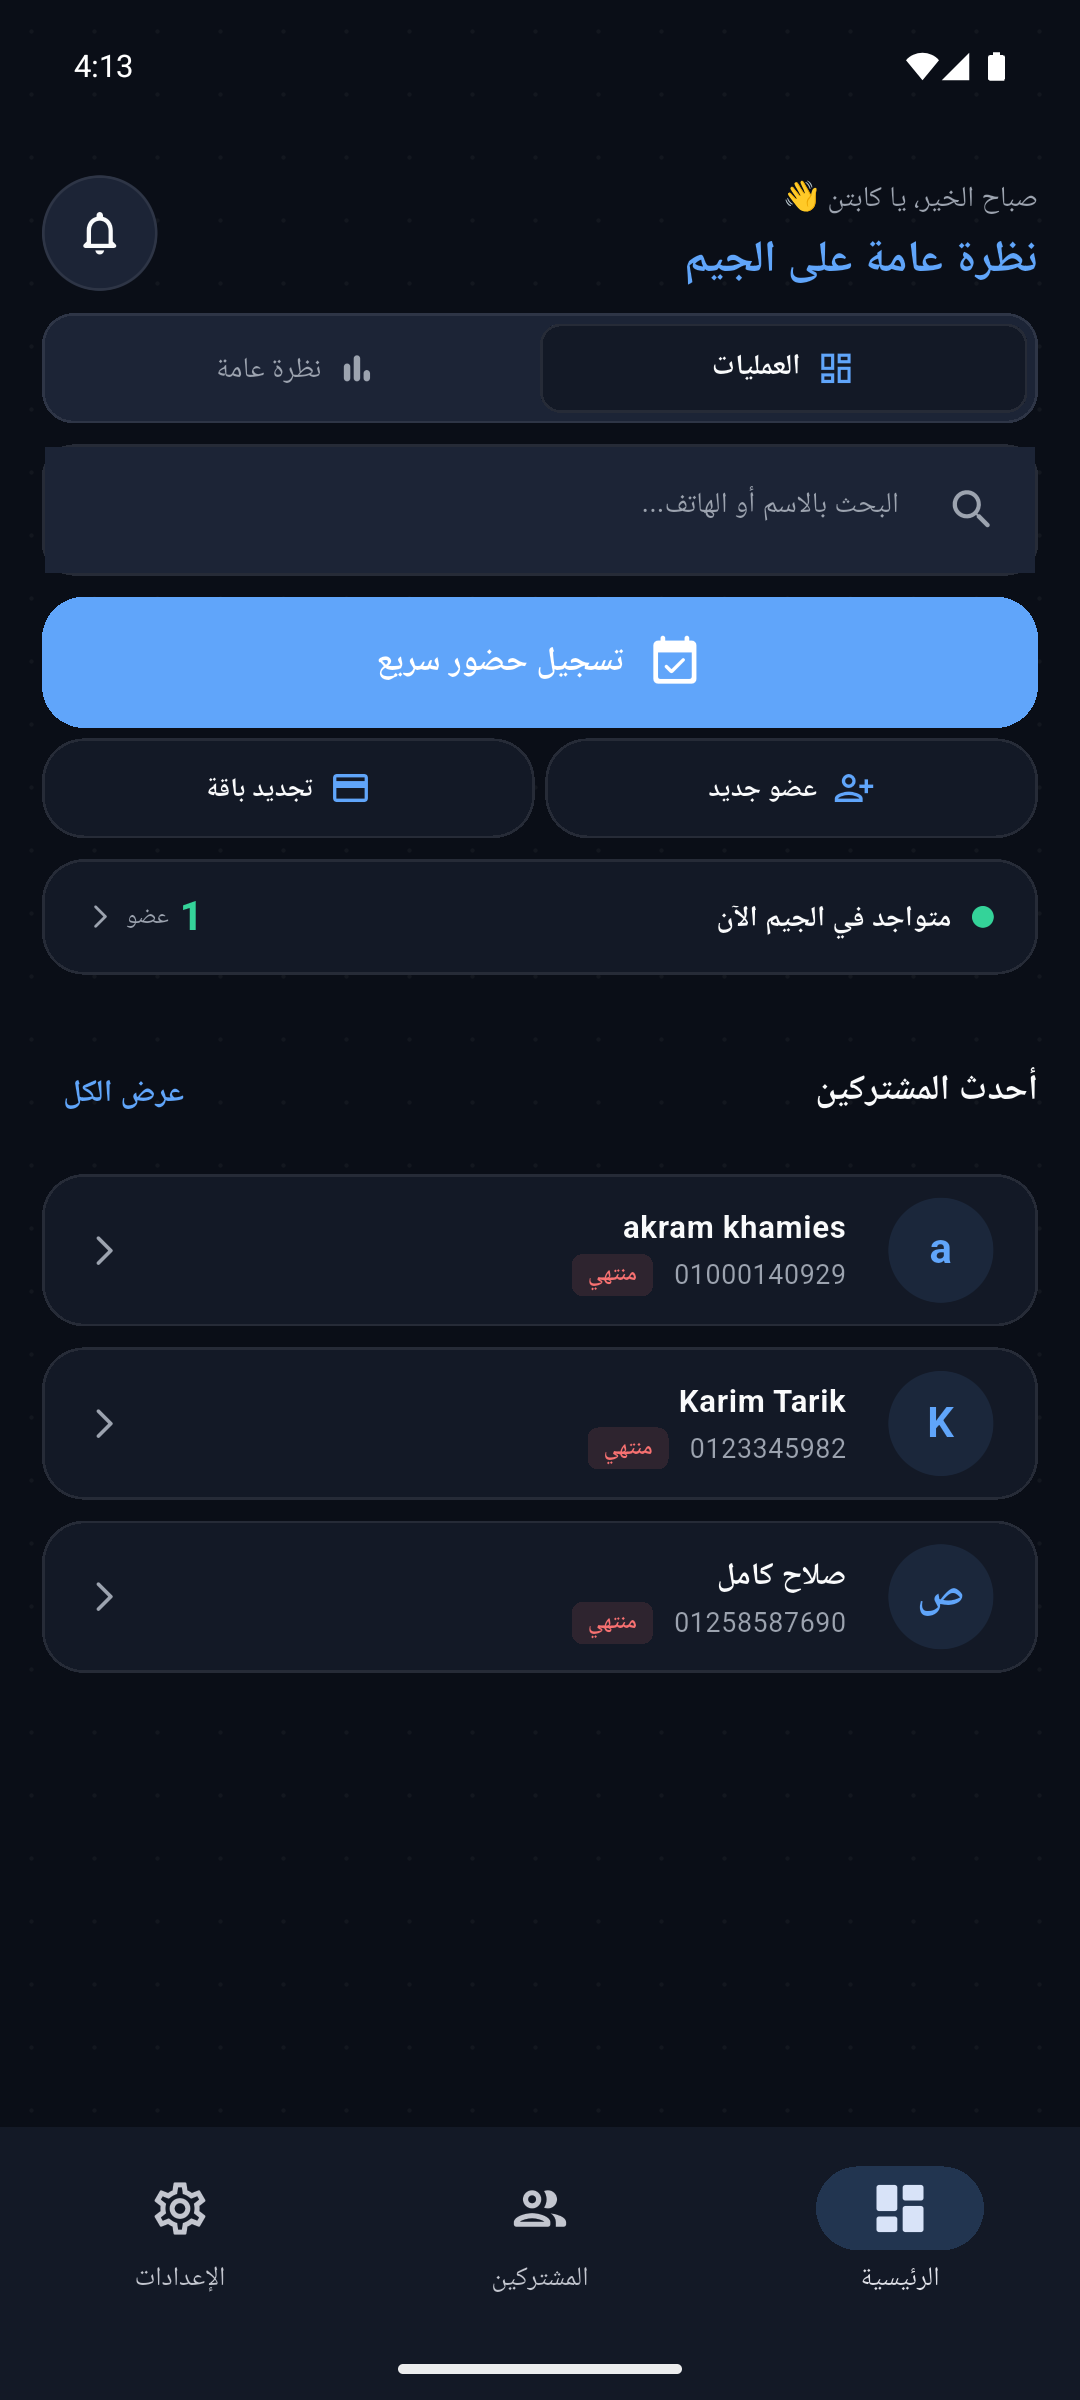 4:13
صباح الخير، يا كابتن 👋
نظرة عامة على الجيم
العمليات
نظرة عامة
البحث بالاسم أو الهاتف...
تسجيل حضور سريع
عضو جديد
تجديد باقة
متواجد في الجيم الآن
1 عضو
أحدث المشتركين
عرض الكل
a
akram khamies
01000140929 منتهي
K
Karim Tarik
0123345982 منتهي
ص
صلاح كامل
01258587690 منتهي
الرئيسية
المشتركين
الإعدادات